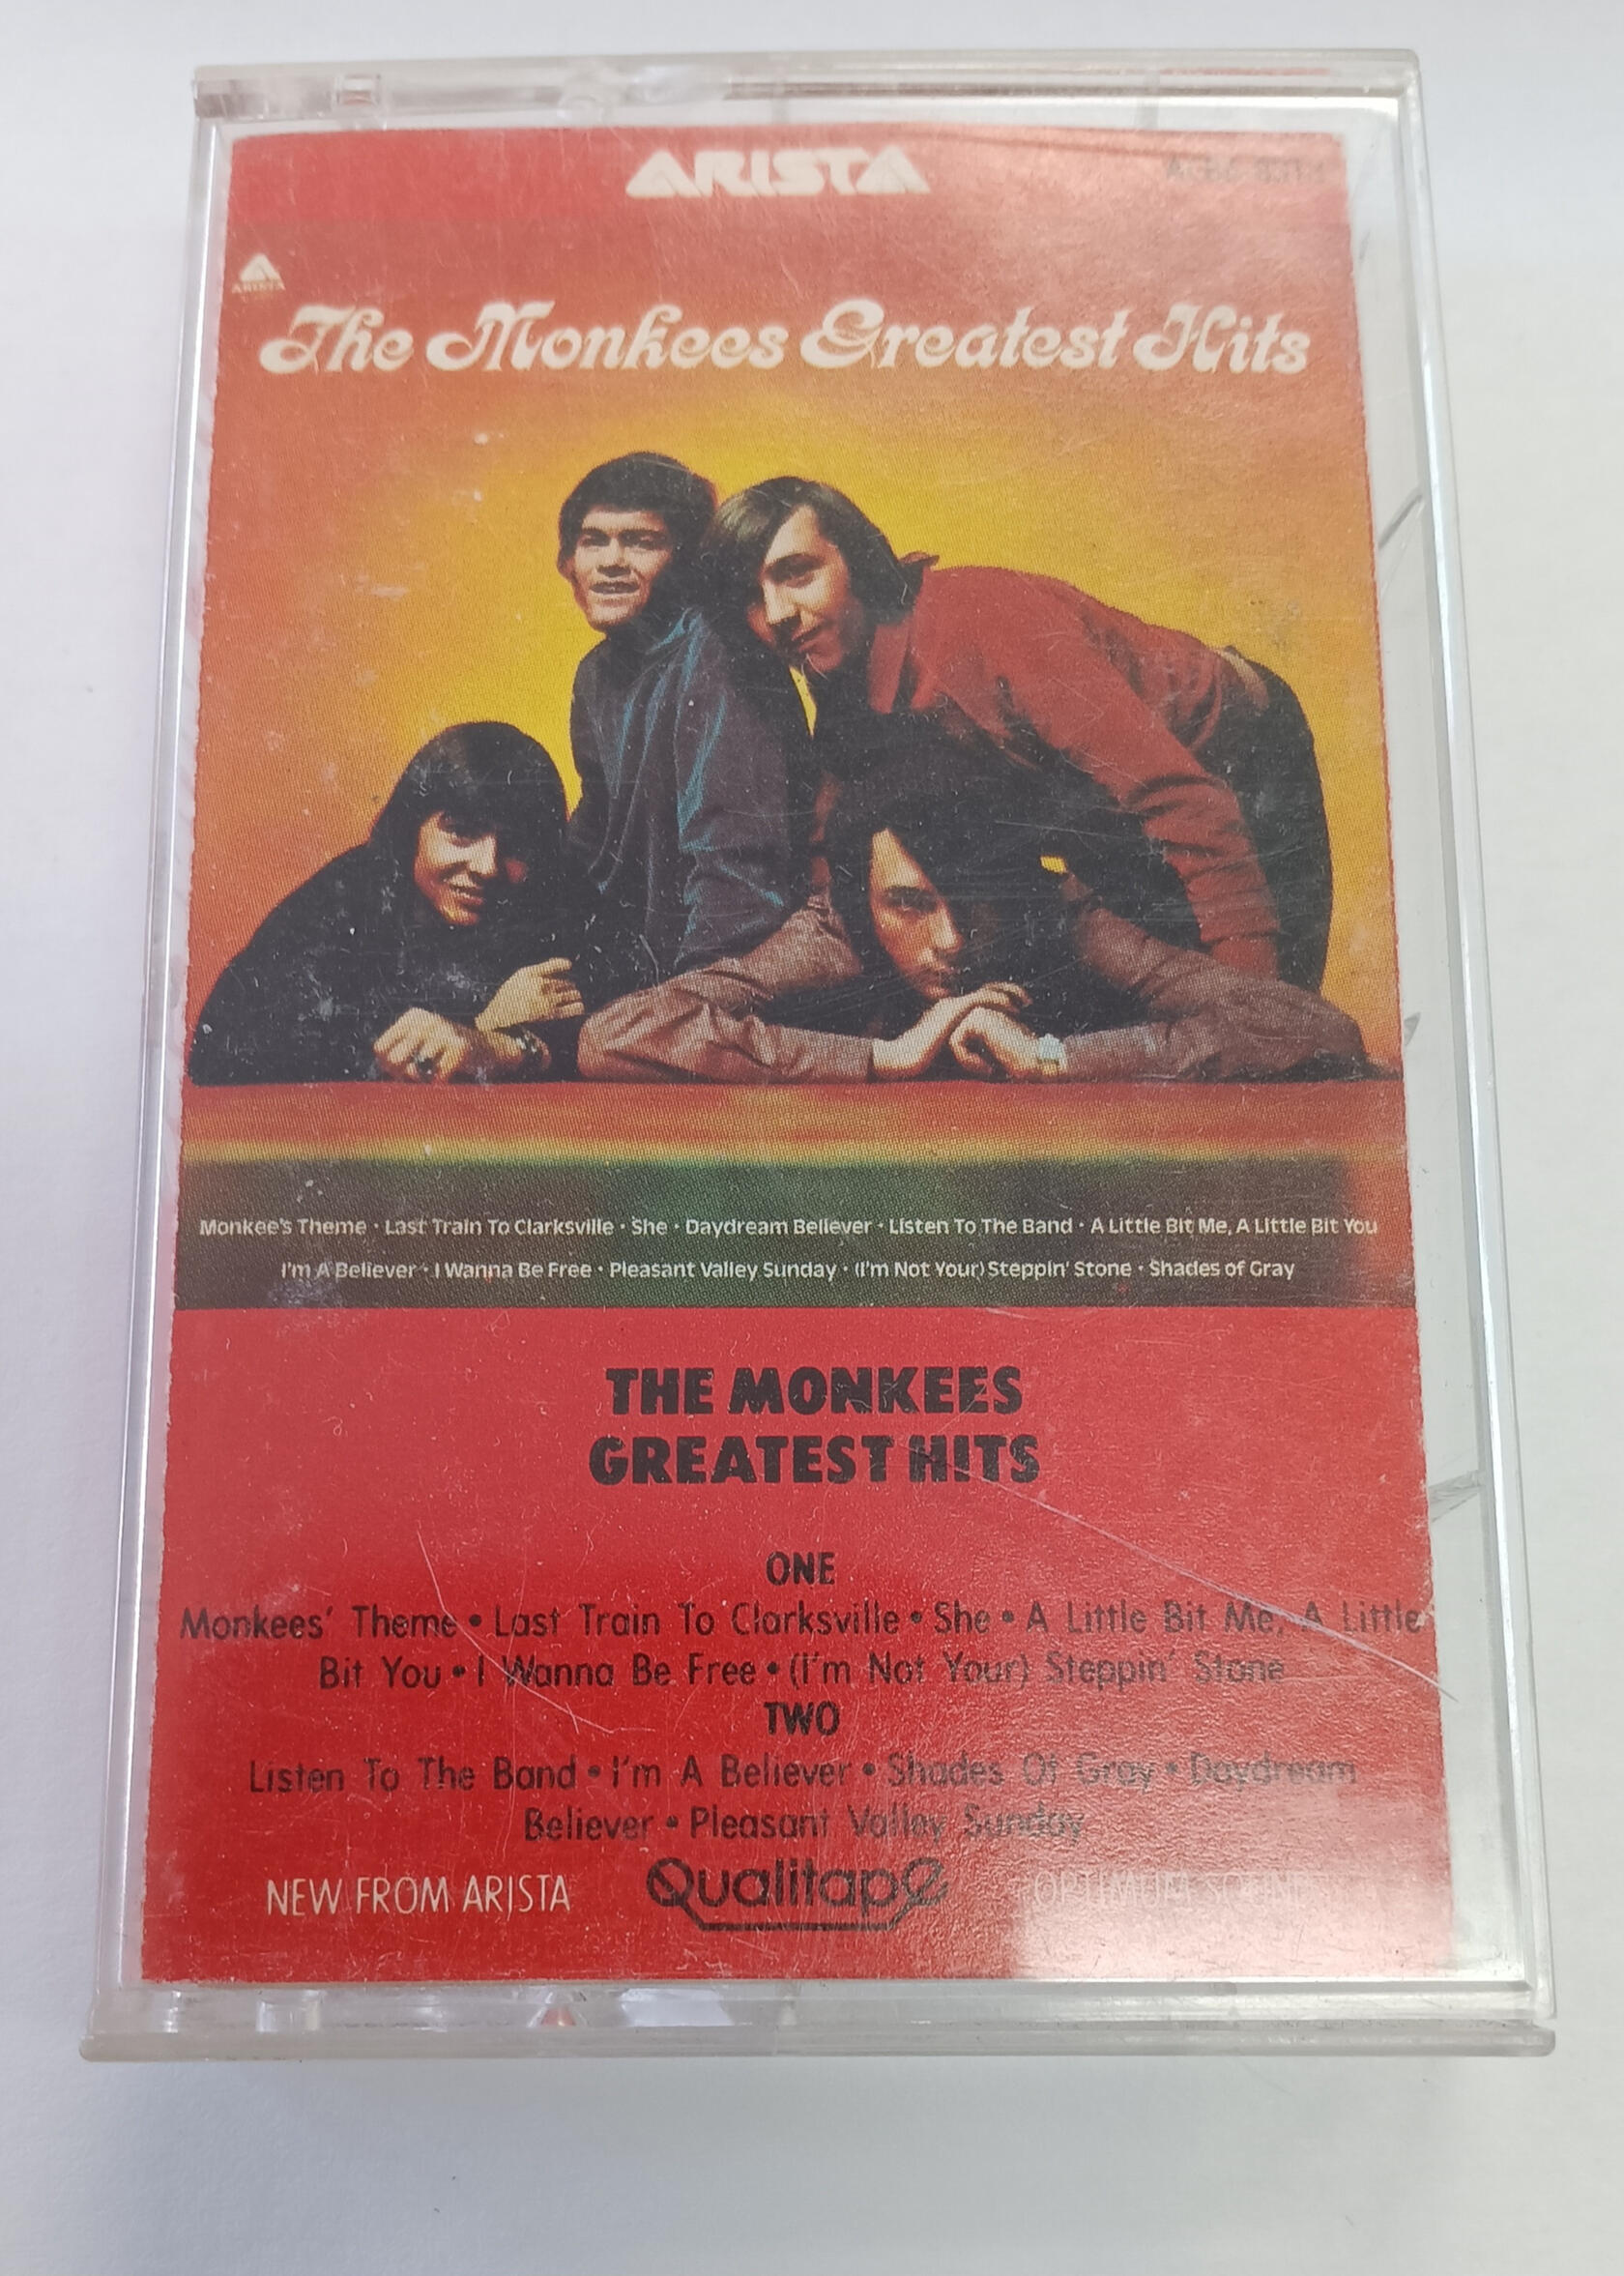 ARISTA
ARISTA
The Monkees Greatest Hits
Monkee's Theme · Last Train To Clarksville · She · Daydream Believer · Listen To The Band · A Little Bit Me, A Little Bit You
I'm A Believer · I Wanna Be Free · Pleasant Valley Sunday · (I'm Not Your) Steppin' Stone · Shades of Gray
THE MONKEES
GREATEST HITS
ONE
Monkees' Theme • Last Train To Clarksville • She • A Little Bit Me, A Little
Bit You • I Wanna Be Free • (I'm Not Your) Steppin' Stone
TWO
Listen To The Band • I'm A Believer • Shades Of Gray • Daydream
Believer • Pleasant Valley Sunday
NEW FROM ARISTA Qualitape OPTIMUM SOUND